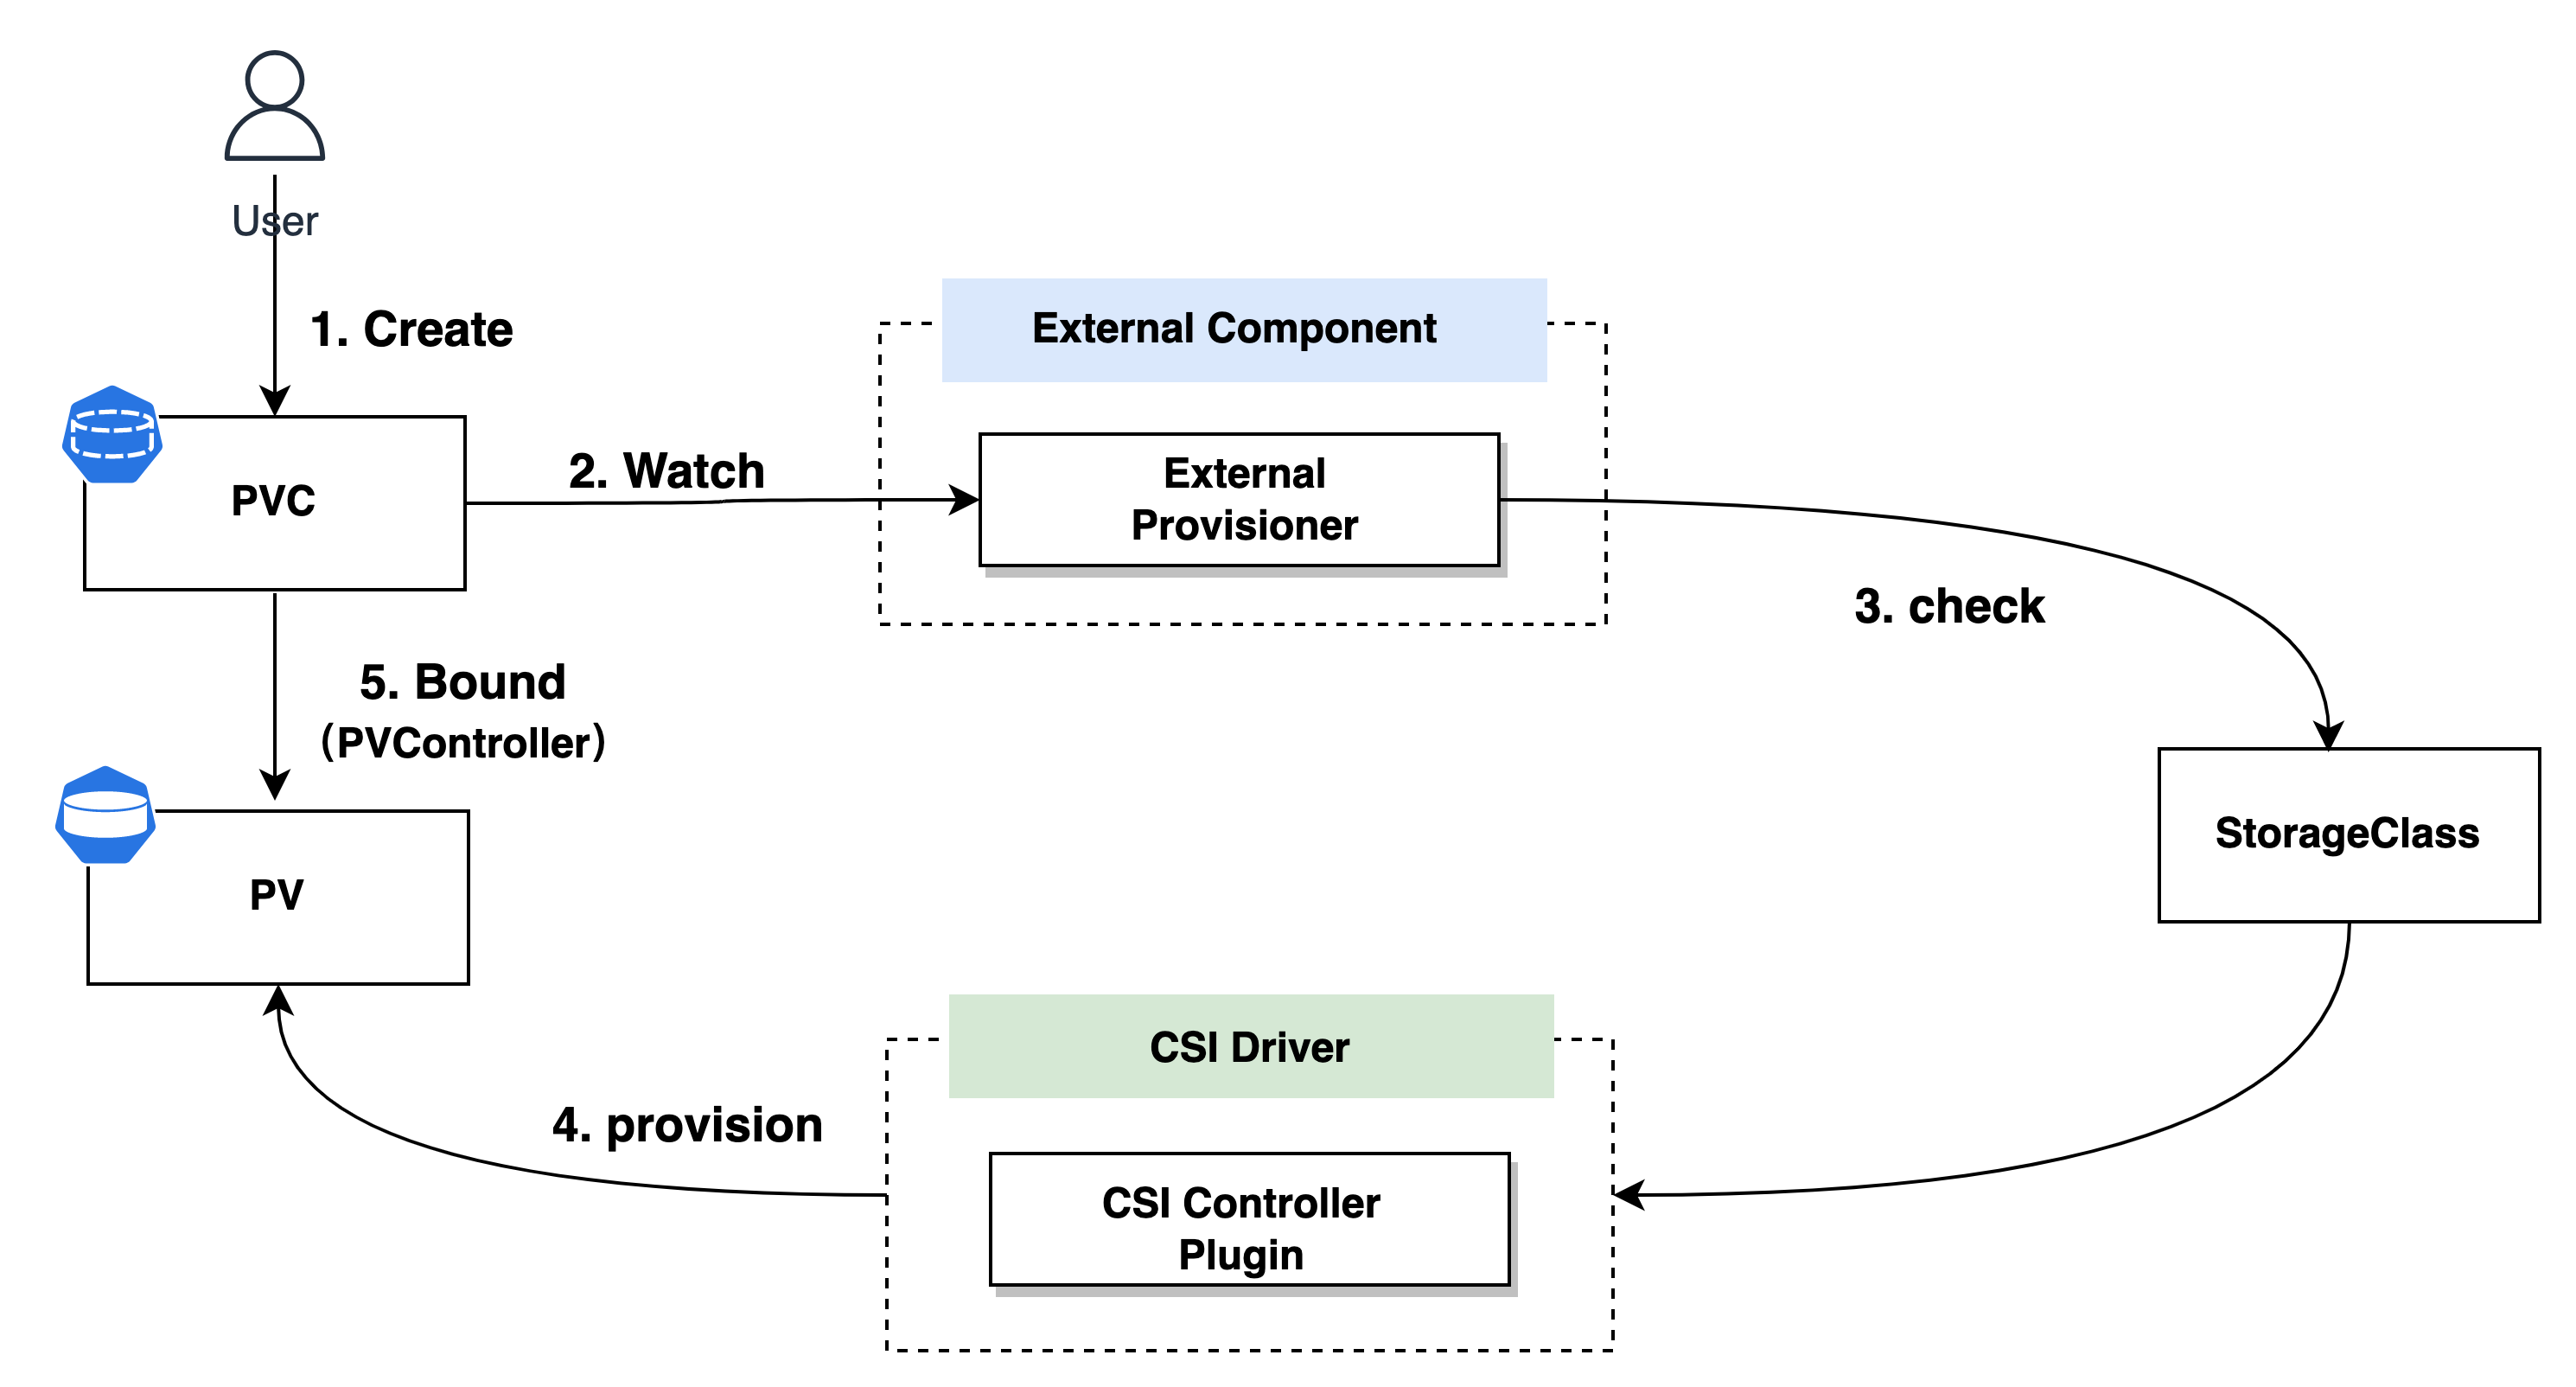 User
1. Create
External Component
PVC
2. Watch
External
Provisioner
3. check
5. Bound
(PVController)
StorageClass
PV
CSI Driver
4. provision
CSI Controller
Plugin